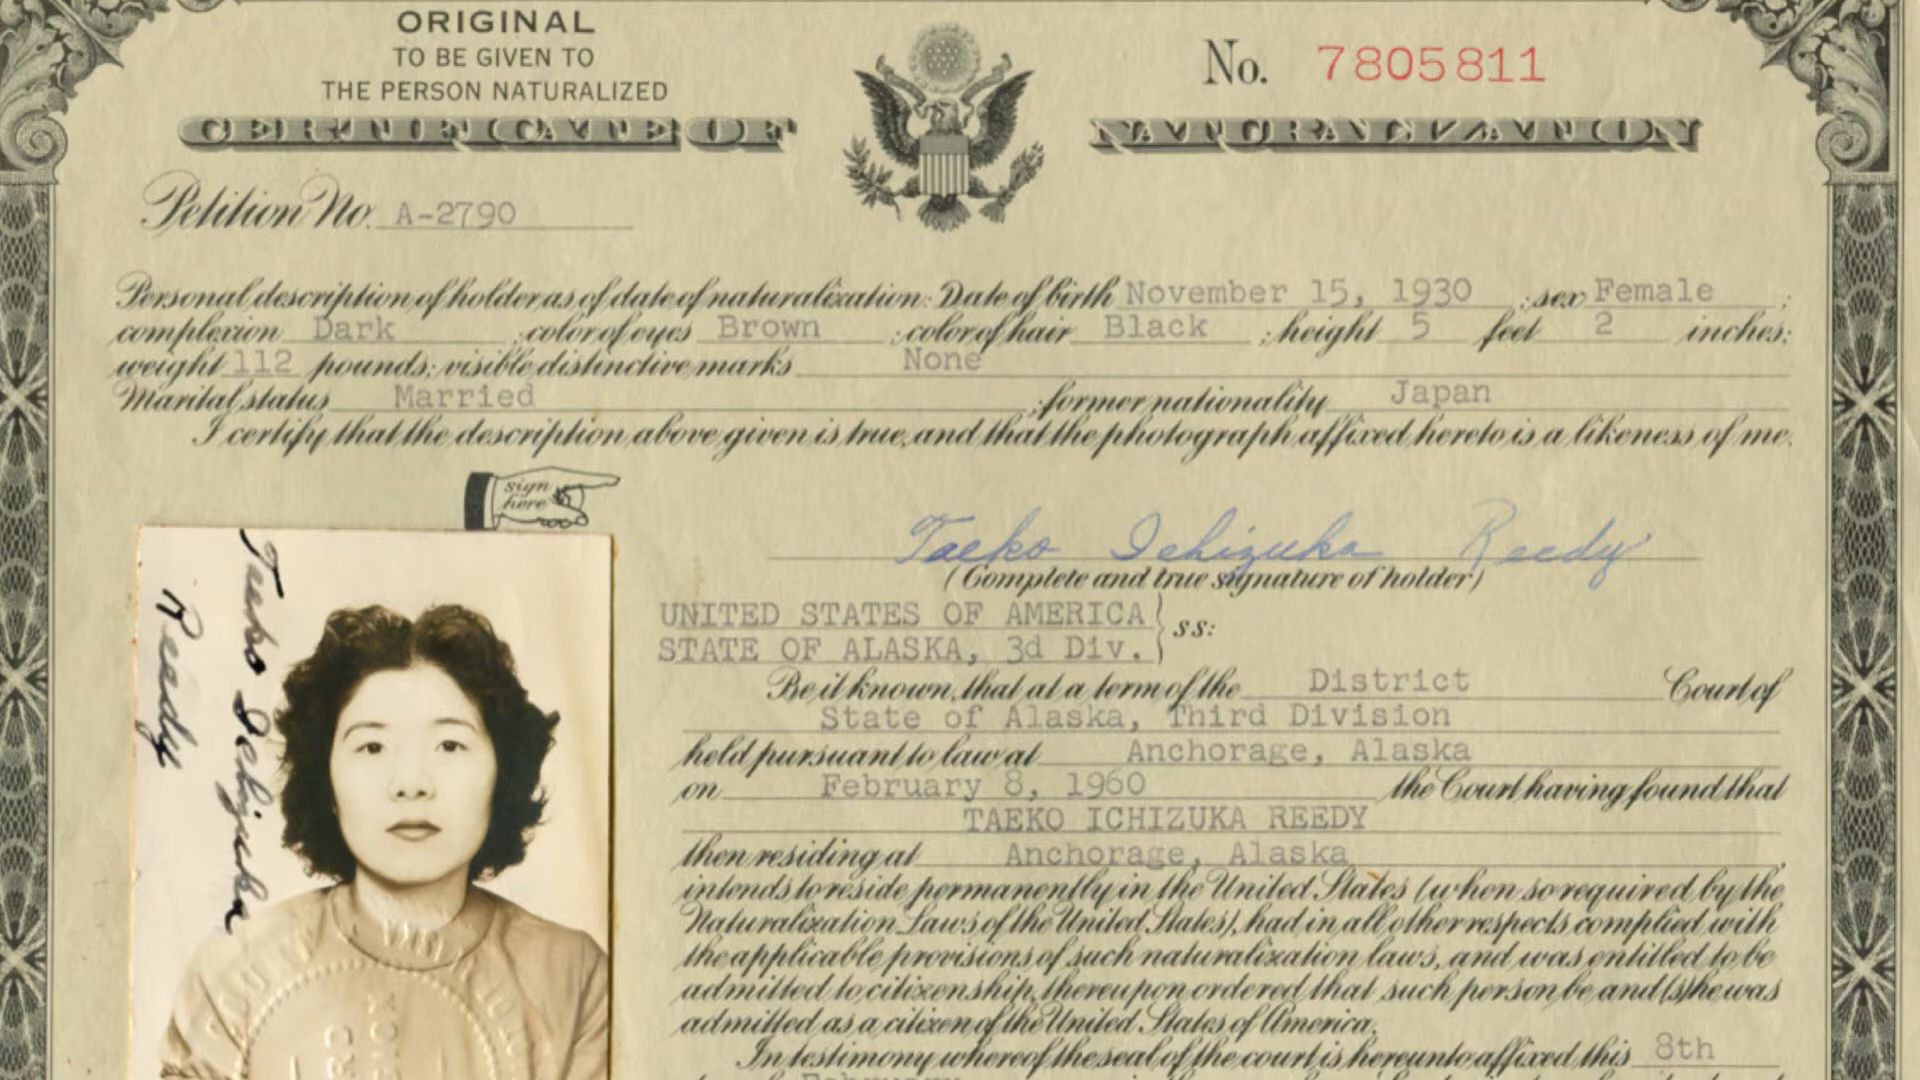 ORIGINAL
TO BE GIVEN TO
THE PERSON NATURALIZED
No. 7805811
CERTIFICATE OF NATURALIZATION
Petition No. A-2790
Personal description of holder as of date of naturalization: Date of birth November 15, 1930 ; sex Female ;
complexion Dark ; color of eyes Brown ; color of hair Black ; height 5 feet 2 inches;
weight 112 pounds; visible distinctive marks None
Marital status Married ; former nationality Japan
I certify that the description above given is true, and that the photograph affixed hereto is a likeness of me.
sign
here
Taeko Ichizuka Reedy
(Complete and true signature of holder)
Taeko Ichizuka
Reedy
UNITED STATES OF AMERICA
STATE OF ALASKA, 3d Div. } ss:
Be it known, that at a term of the District Court of
State of Alaska, Third Division
held pursuant to law at Anchorage, Alaska
on February 8, 1960 the Court having found that
TAEKO ICHIZUKA REEDY
then residing at Anchorage, Alaska,
intends to reside permanently in the United States (when so required by the
Naturalization Laws of the United States), had in all other respects complied with
the applicable provisions of such naturalization laws, and was entitled to be
admitted to citizenship, thereupon ordered that such person be and (s)he was
admitted as a citizen of the United States of America.
In testimony whereof the seal of the court is hereunto affixed this 8th
February